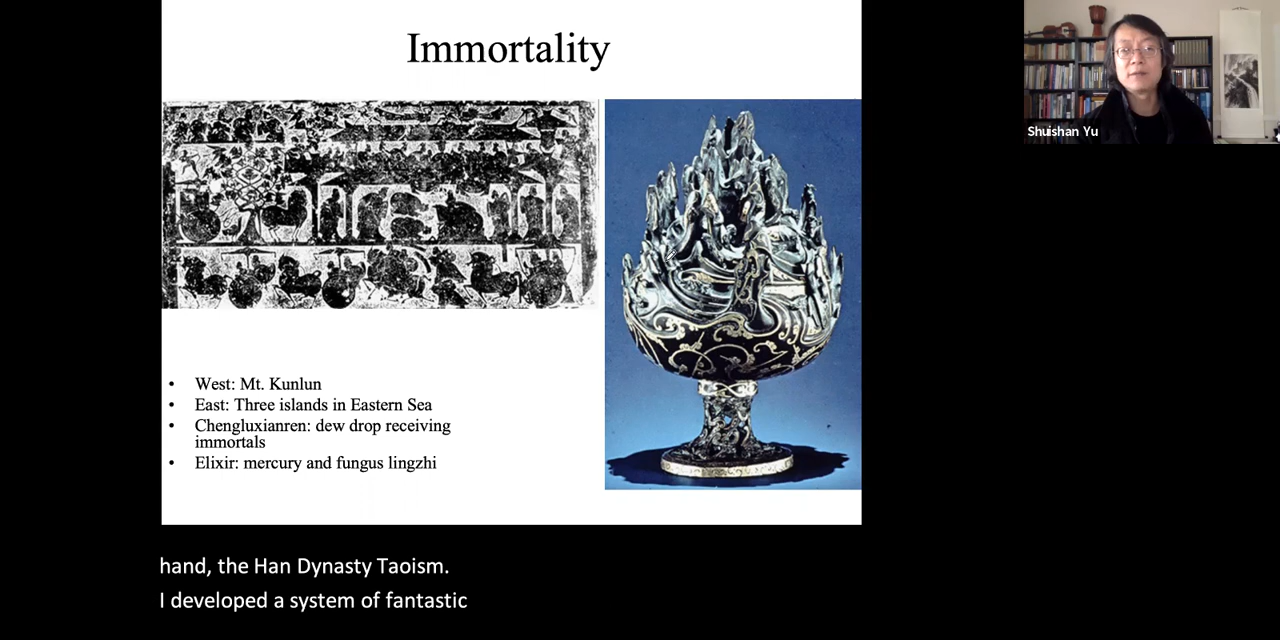 Immortality
Shuishan Yu
• West: Mt. Kunlun
• East: Three islands in Eastern Sea
• Chengluxianren: dew drop receiving
immortals
• Elixir: mercury and fungus lingzhi
hand, the Han Dynasty Taoism.
I developed a system of fantastic